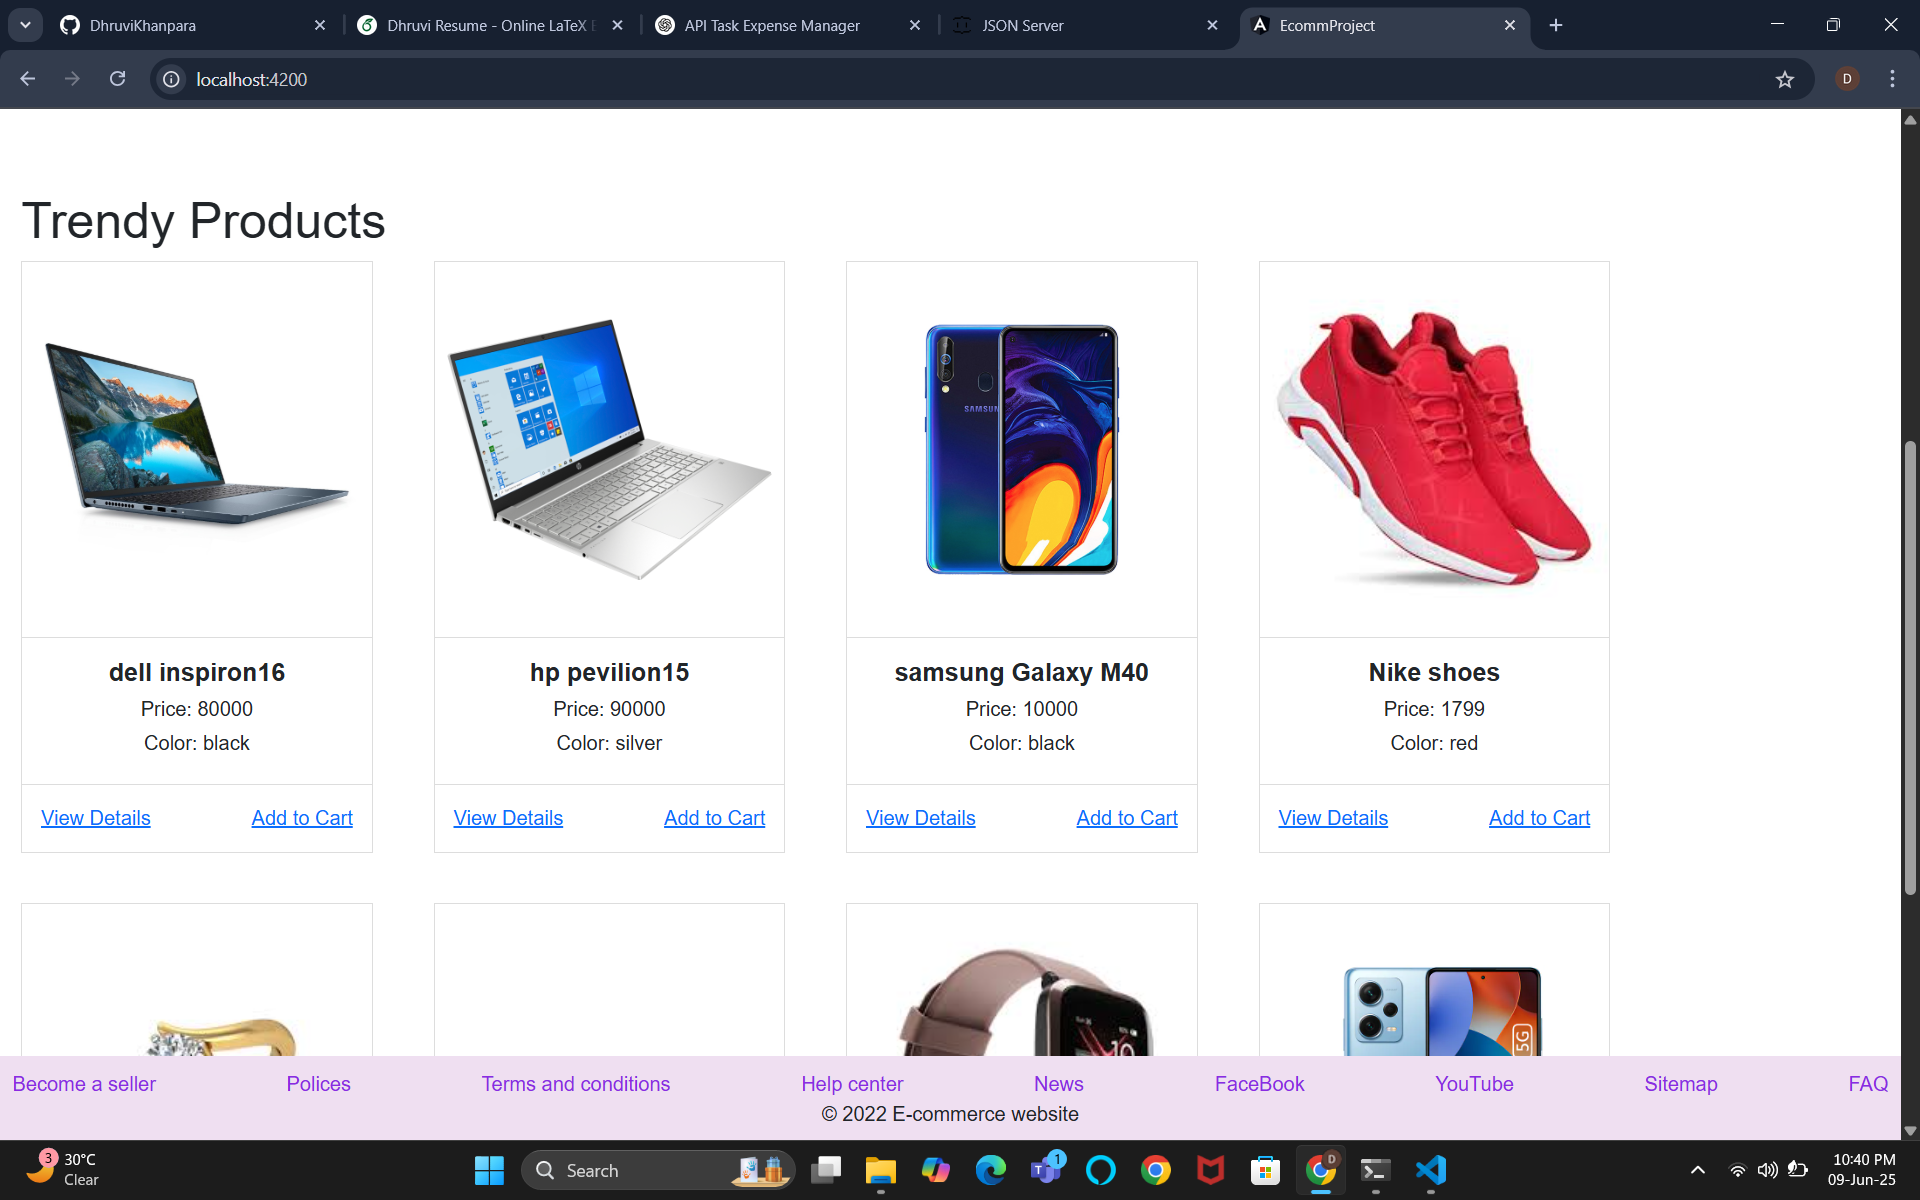 DhruviKhanpara
Dhruvi Resume - Online LaTeX E
API Task Expense Manager
JSON Server
EcommProject
localhost:4200
D
Trendy Products
SAMSUN
dell inspiron16
Price: 80000
Color: black
View Details
Add to Cart
hp pevilion15
Price: 90000
Color: silver
View Details
Add to Cart
samsung Galaxy M40
Price: 10000
Color: black
View Details
Add to Cart
Nike shoes
Price: 1799
Color: red
View Details
Add to Cart
5G
Become a seller
Polices
Terms and conditions
Help center
News
FaceBook
YouTube
Sitemap
FAQ
© 2022 E-commerce website
3
30°C
Clear
Search
1
D
10:40 PM
09-Jun-25